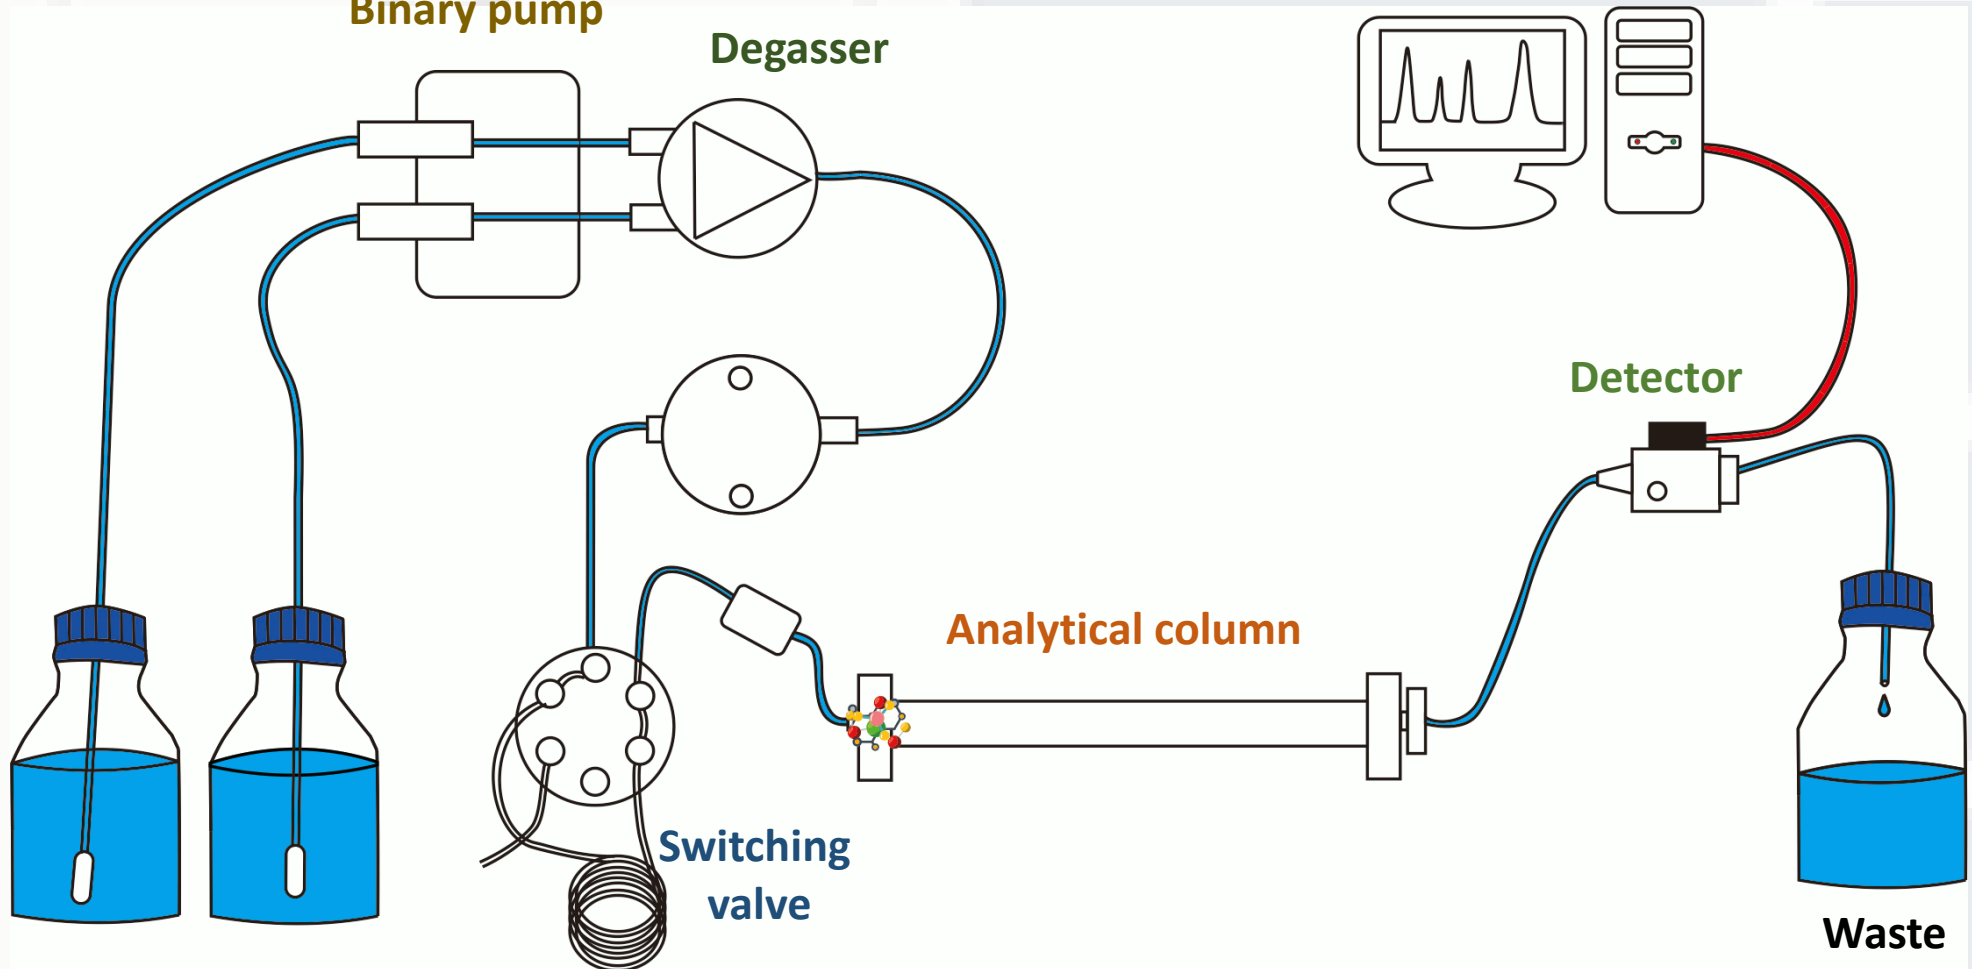 Binary pump
Degasser
Detector
Analytical column
Switching
valve
Waste